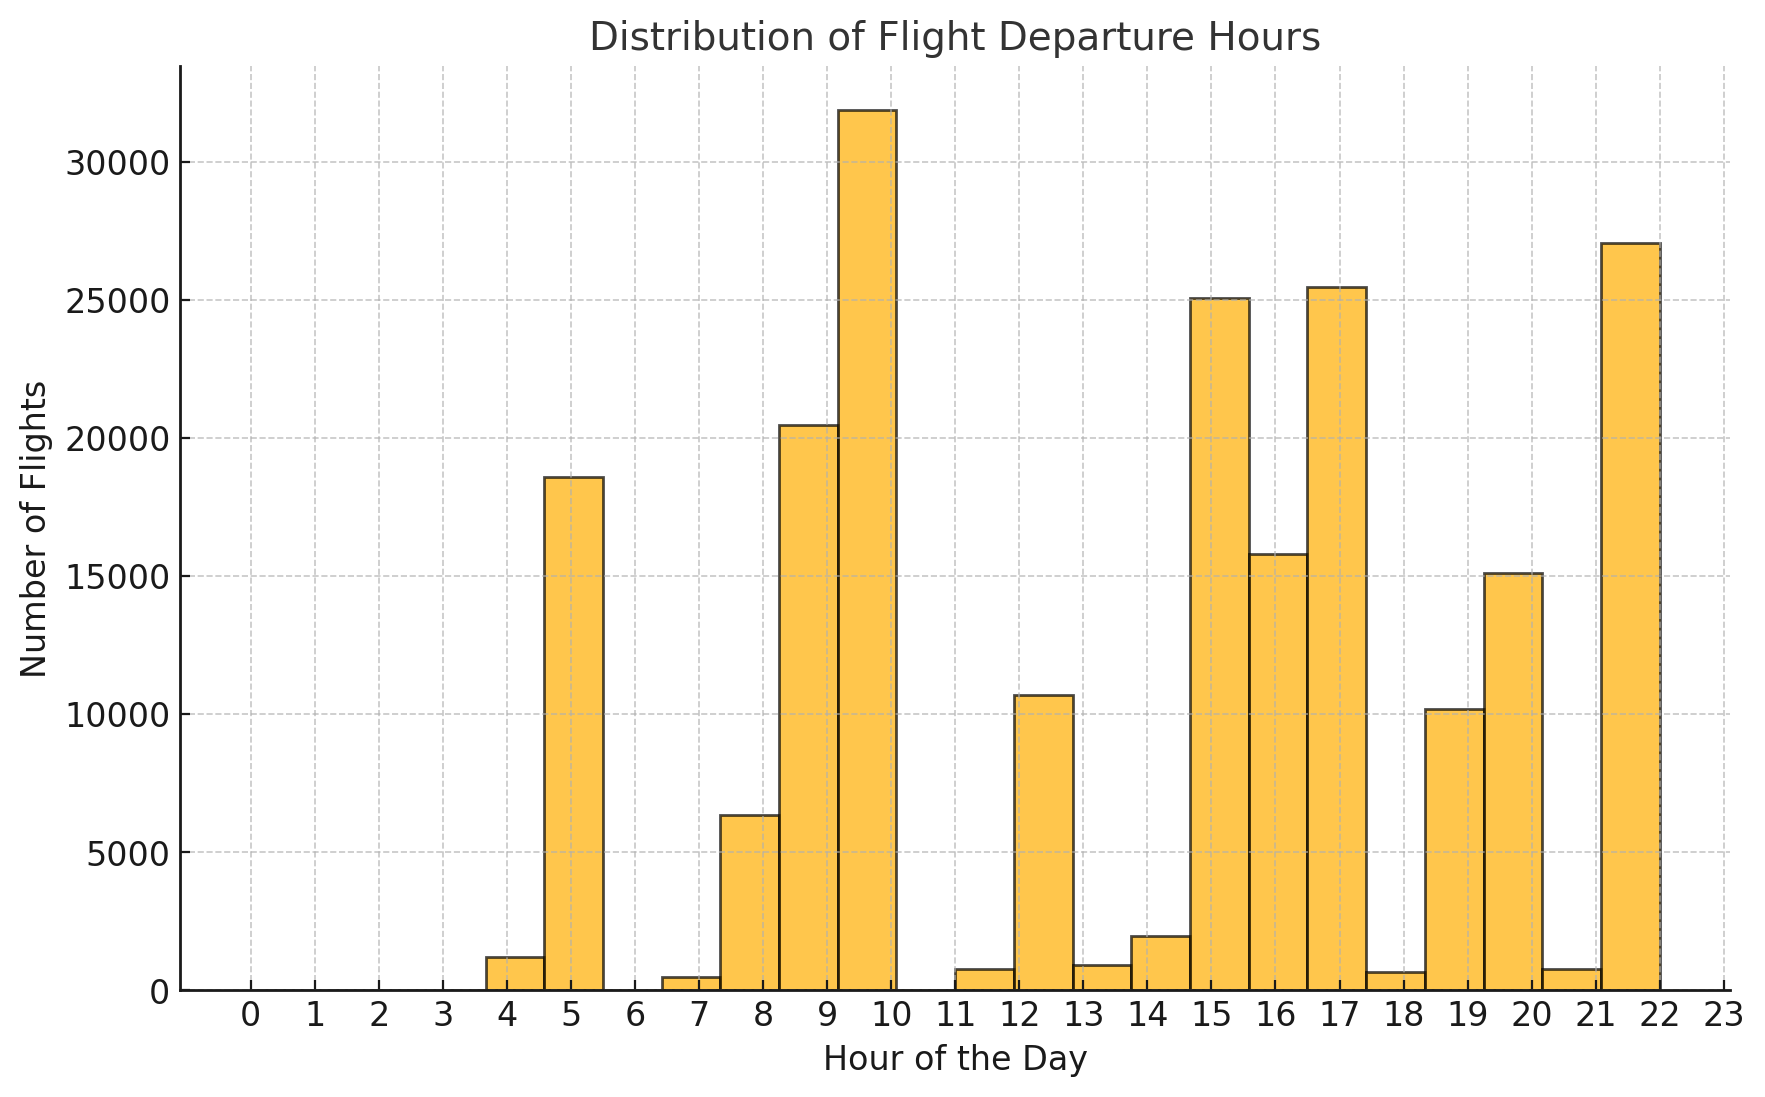 Distribution of Flight Departure Hours
30000
25000
20000
15000
10000
5000
0
Number of Flights
0 1 2 3 4 5 6 7 8 9 10 11 12 13 14 15 16 17 18 19 20 21 22 23
Hour of the Day